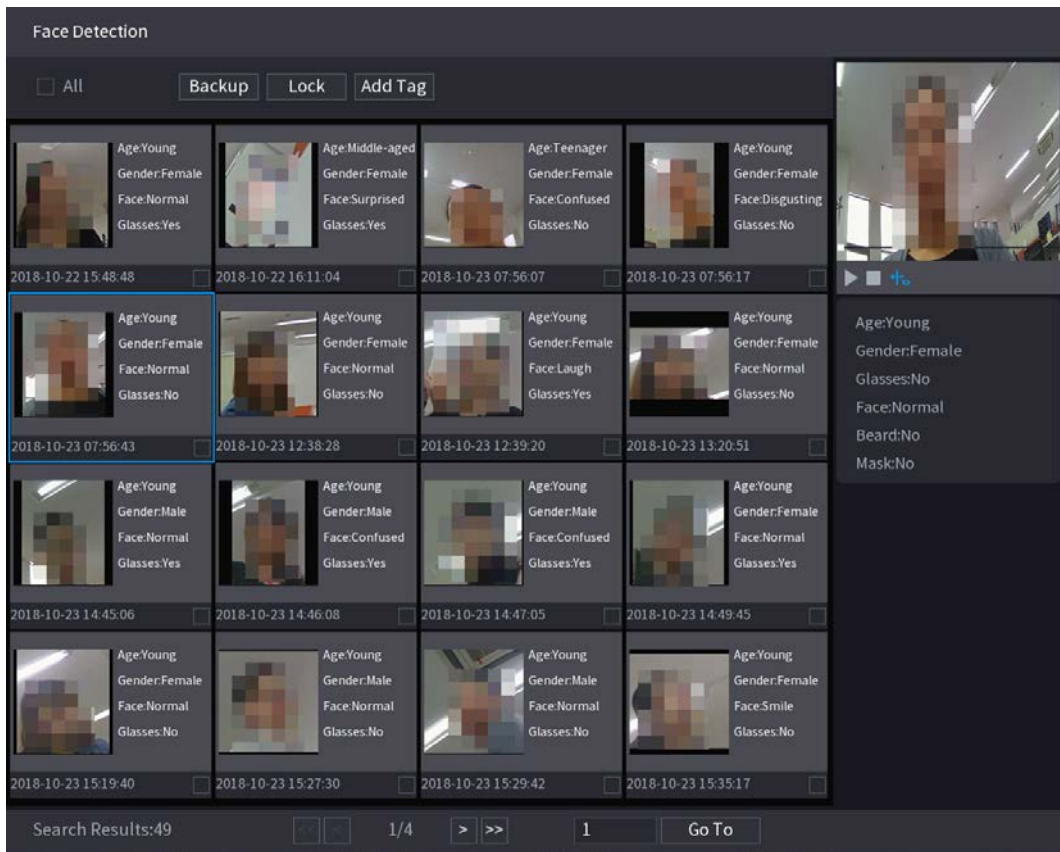 Face Detection
All
Backup
Lock
Add Tag
Age:Young
Gender:Female
Face:Normal
Glasses:Yes
2018-10-22 15:48:48
Age:Middle-aged
Gender:Female
Face:Surprised
Glasses:Yes
2018-10-22 16:11:04
Age:Teenager
Gender:Female
Face:Confused
Glasses:No
2018-10-23 07:56:07
Age:Young
Gender:Female
Face:Disgusting
Glasses:No
2018-10-23 07:56:17
Age:Young
Gender:Female
Face:Normal
Glasses:No
2018-10-23 07:56:43
Age:Young
Gender:Female
Face:Normal
Glasses:No
2018-10-23 12:38:28
Age:Young
Gender:Female
Face:Laugh
Glasses:Yes
2018-10-23 12:39:20
Age:Young
Gender:Female
Face:Normal
Glasses:No
2018-10-23 13:20:51
Age:Young
Gender:Male
Face:Normal
Glasses:Yes
2018-10-23 14:45:06
Age:Young
Gender:Male
Face:Confused
Glasses:Yes
2018-10-23 14:46:08
Age:Young
Gender:Male
Face:Confused
Glasses:Yes
2018-10-23 14:47:05
Age:Young
Gender:Female
Face:Normal
Glasses:Yes
2018-10-23 14:49:45
Age:Young
Gender:Female
Face:Normal
Glasses:No
2018-10-23 15:19:40
Age:Young
Gender:Male
Face:Normal
Glasses:No
2018-10-23 15:27:30
Age:Young
Gender:Male
Face:Normal
Glasses:No
2018-10-23 15:29:42
Age:Young
Gender:Female
Face:Smile
Glasses:No
2018-10-23 15:35:17
Age:Young
Gender:Female
Glasses:No
Face:Normal
Beard:No
Mask:No
Search Results:49
<< < 1/4 > >>
1
Go To